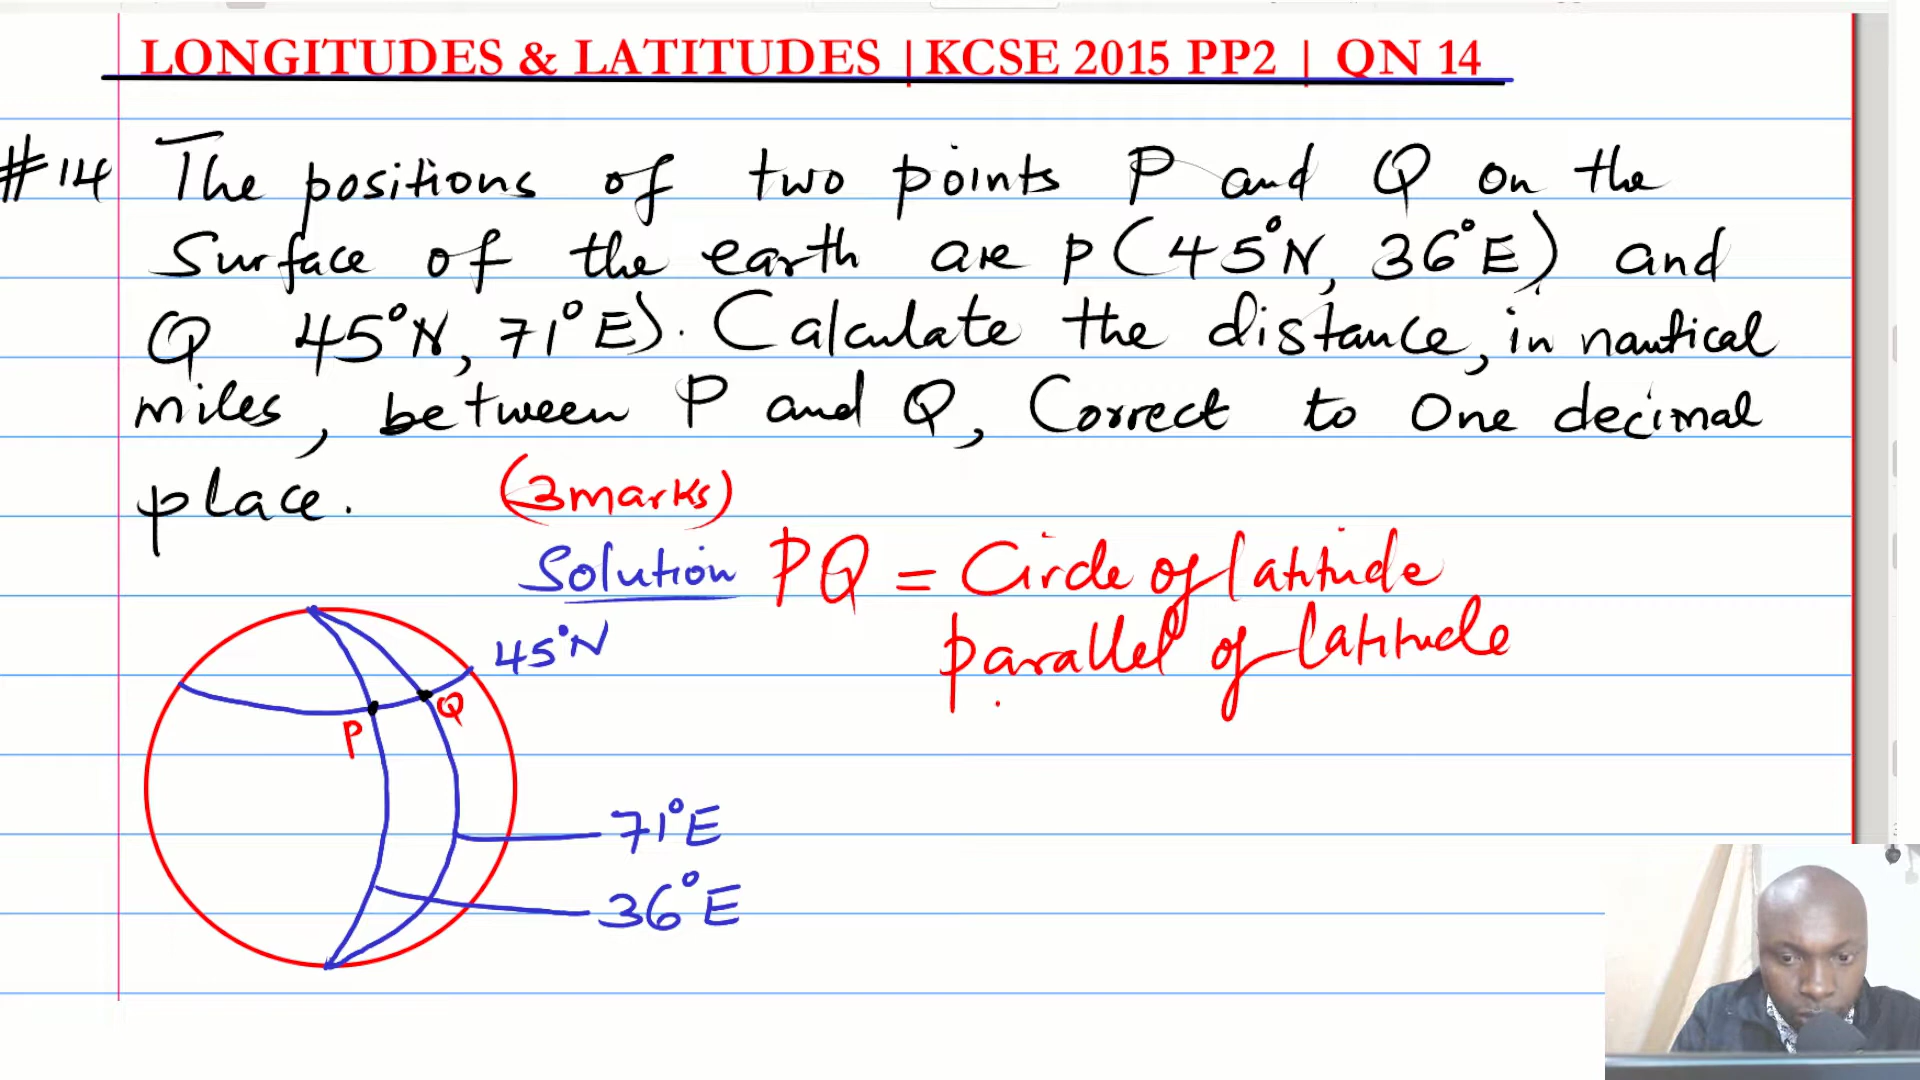 LONGITUDES & LATITUDES | KCSE 2015 PP2 | QN 14
#14 The positions of two points P and Q on the
Surface of the earth are P(45°N, 36°E) and
Q 45°N, 71°E). Calculate the distance, in nautical
miles, between P and Q, Correct to One decimal
place. (3marks)
Solution PQ = Circle of latitude
parallel of latitude
45°N
P Q
71°E
36°E